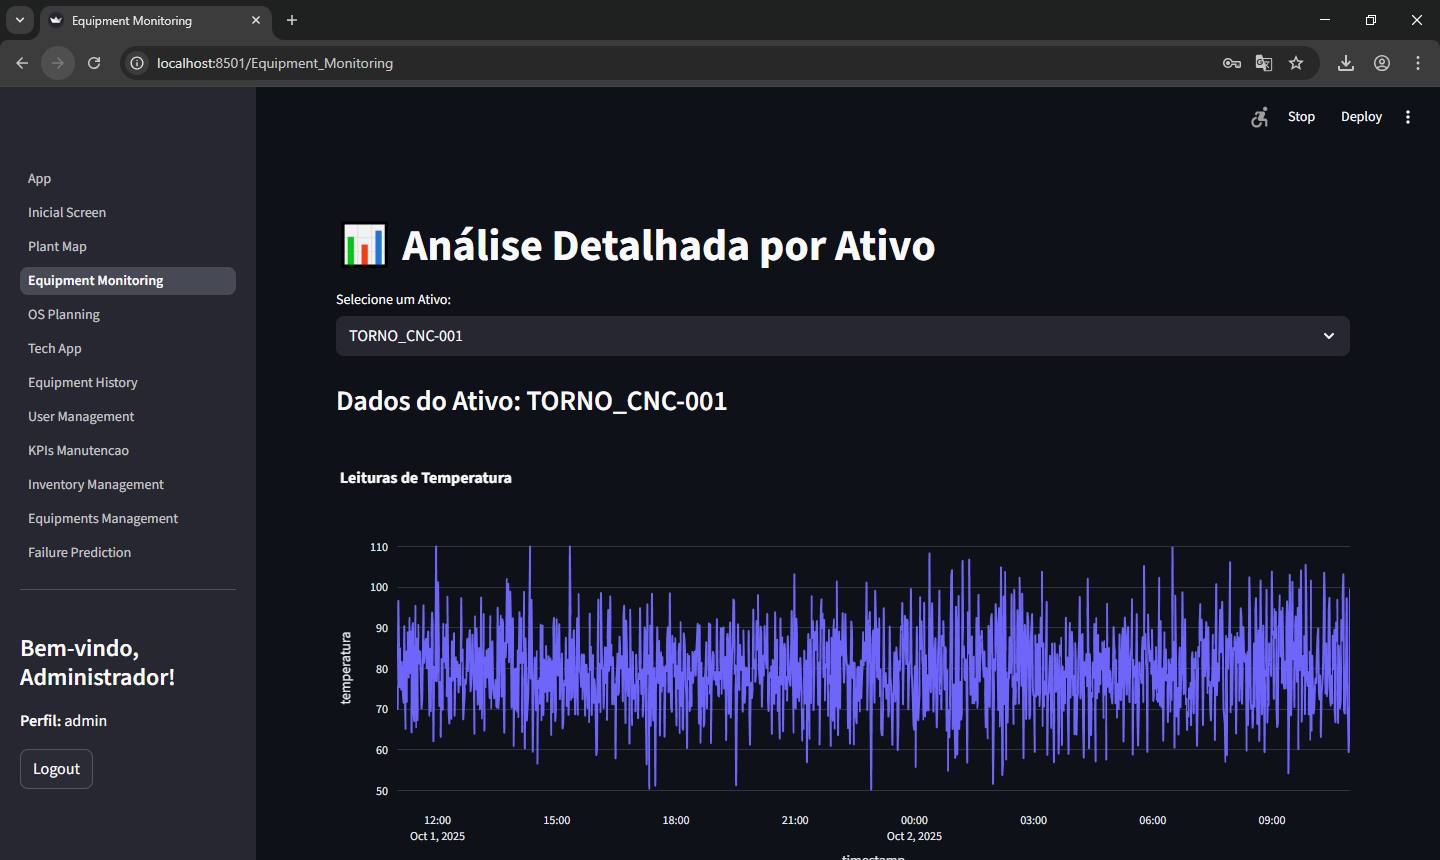 Equipment Monitoring
localhost:8501/Equipment_Monitoring
Stop
Deploy
App
Inicial Screen
Plant Map
Equipment Monitoring
OS Planning
Tech App
Equipment History
User Management
KPIs Manutencao
Inventory Management
Equipments Management
Failure Prediction
Bem-vindo,
Administrador!
Perfil: admin
Logout
Análise Detalhada por Ativo
Selecione um Ativo:
TORNO_CNC-001
Dados do Ativo: TORNO_CNC-001
Leituras de Temperatura
temperatura
110
100
90
80
70
60
50
12:00 15:00 18:00 21:00 00:00 03:00 06:00 09:00
Oct 1, 2025 Oct 2, 2025
timestamp